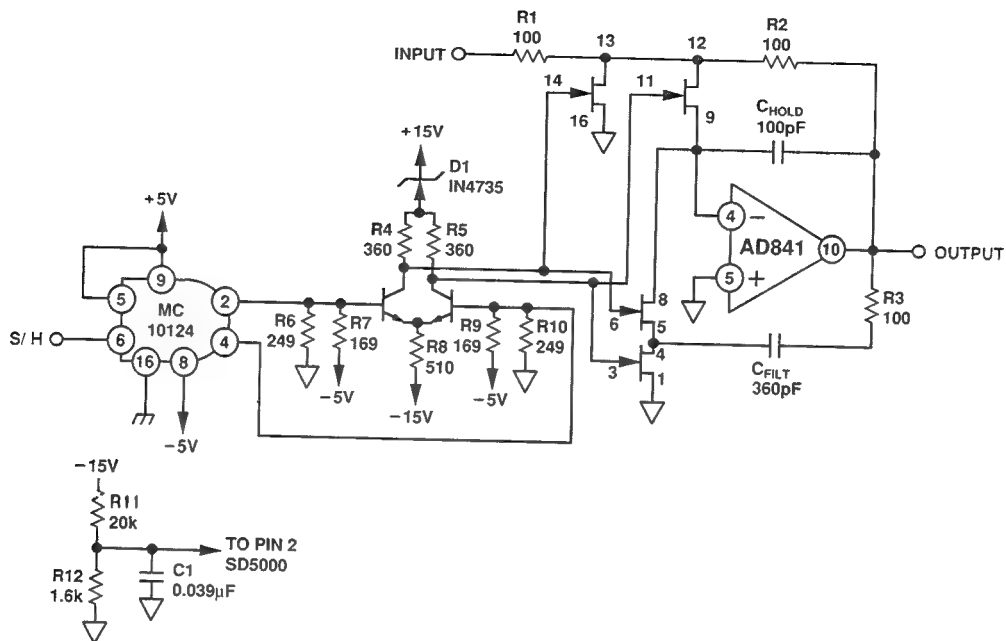 R1
100
INPUT
13
12
R2
100
14
11
16
9
C_HOLD
100pF
+15V
D1
IN4735
R4
360
R5
360
+5V
9
5
MC
10124
2
6
4
16
8
S/H
−5V
R6
249
R7
169
−5V
R8
510
−15V
R9
169
−5V
R10
249
4
−
AD841
10
5
+
OUTPUT
8
6
5
4
3
1
R3
100
C_FILT
360pF
−15V
R11
20k
R12
1.6k
C1
0.039µF
TO PIN 2
SD5000